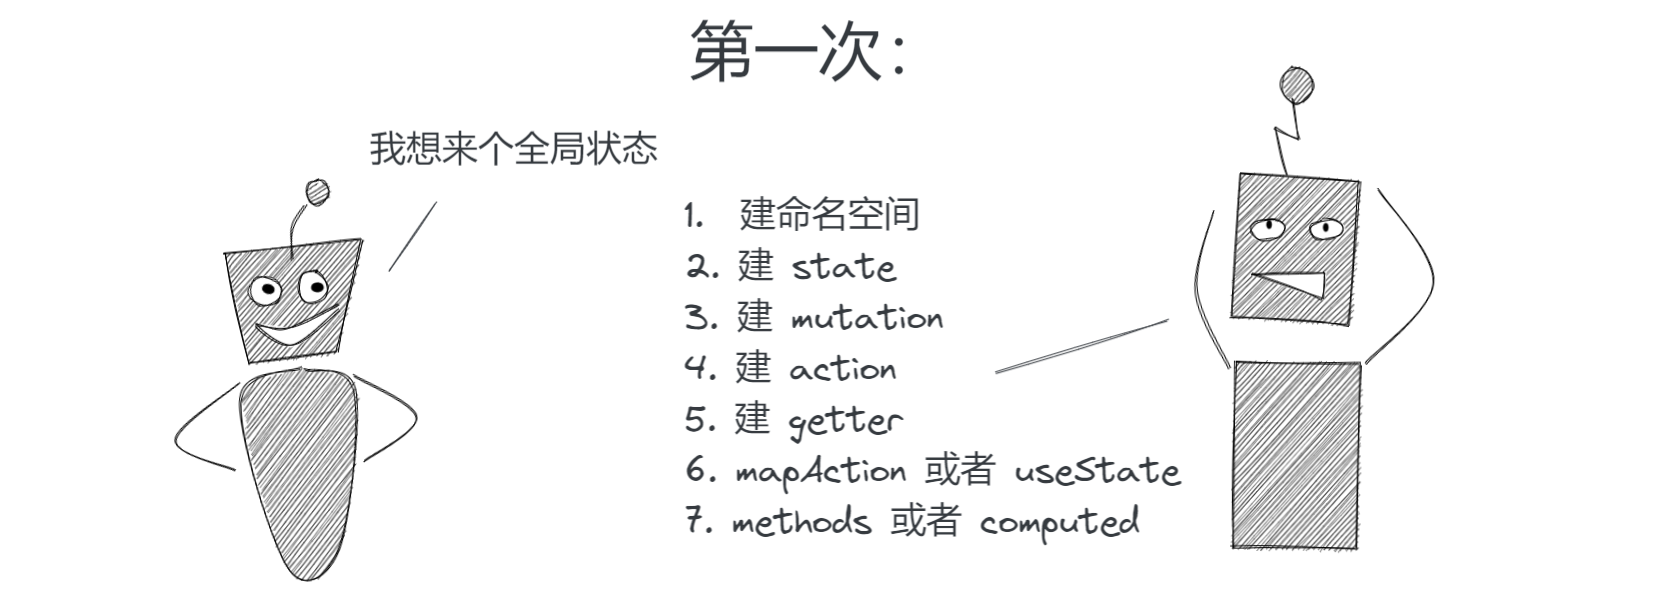 第一次：
我想来个全局状态
1. 建命名空间
2. 建 state
3. 建 mutation
4. 建 action
5. 建 getter
6. mapAction 或者 useState
7. methods 或者 computed